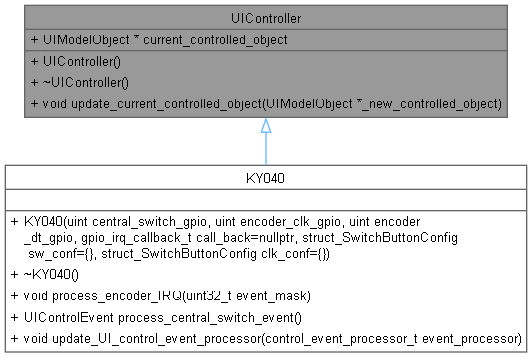 UIController
+ UIModelObject * current_controlled_object
+ UIController()
+ ~UIController()
+ void update_current_controlled_object(UIModelObject *_new_controlled_object)
KY040
+ KY040(uint central_switch_gpio, uint encoder_clk_gpio, uint encoder
_dt_gpio, gpio_irq_callback_t call_back=nullptr, struct_SwitchButtonConfig
sw_conf={}, struct_SwitchButtonConfig clk_conf={})
+ ~KY040()
+ void process_encoder_IRQ(uint32_t event_mask)
+ UIControlEvent process_central_switch_event()
+ void update_UI_control_event_processor(control_event_processor_t event_processor)